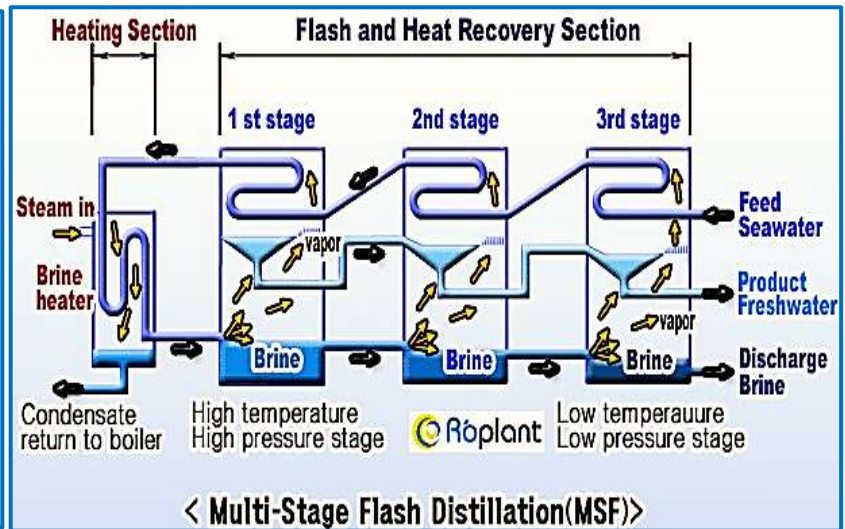 Heating Section
Flash and Heat Recovery Section
1 st stage
2nd stage
3rd stage
Steam in
Feed
Seawater
vapor
Brine
heater
Product
Freshwater
vapor
Brine
Brine
Brine
Discharge
Brine
Condensate
return to boiler
High temperature
High pressure stage
Roplant
Low temperauure
Low pressure stage
< Multi-Stage Flash Distillation(MSF)>